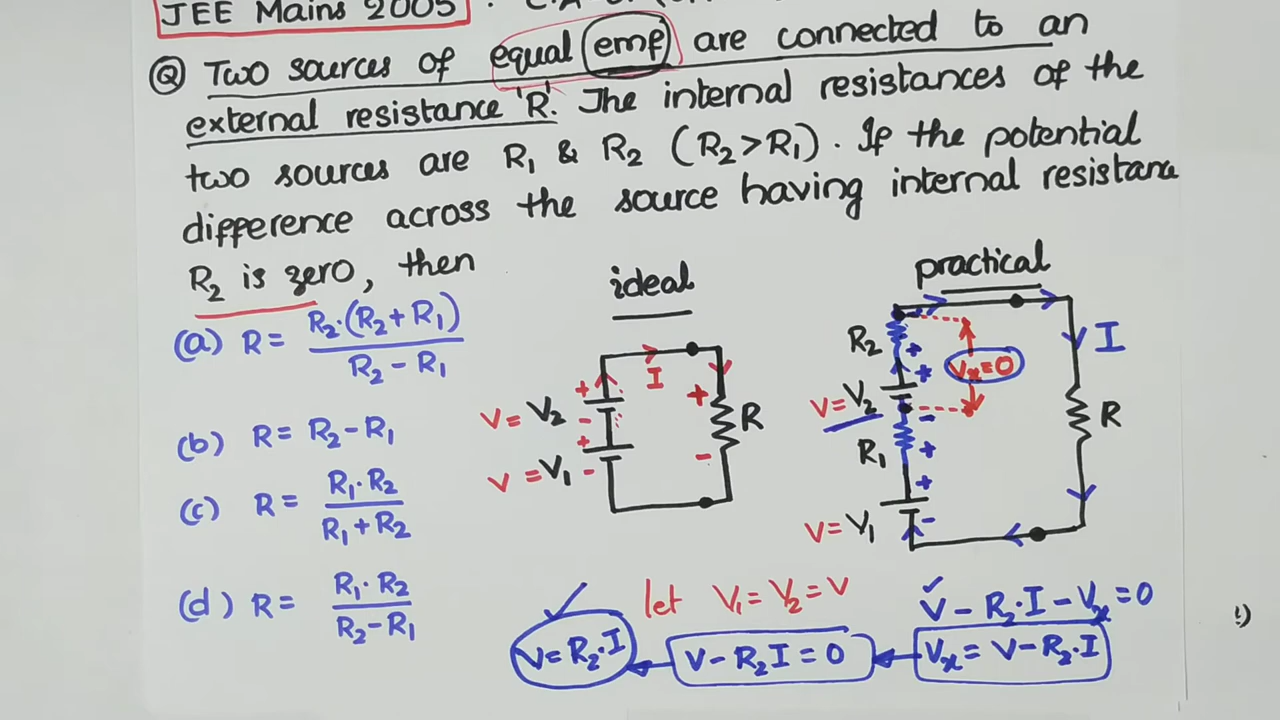 JEE Mains 2005
Q Two sources of equal emf are connected to an
external resistance 'R'. The internal resistances of the
two sources are R₁ & R₂ (R₂>R₁). If the potential
difference across the source having internal resistance
R₂ is zero, then
(a) R = R₂·(R₂+R₁) / R₂ - R₁
(b) R = R₂ - R₁
(c) R = R₁·R₂ / R₁+R₂
(d) R = R₁·R₂ / R₂-R₁
ideal
I
+
-
+
-
V = V₂
V = V₁
+
-
R
practical
R₂
+
+
Vₓ=0
V = V₂
-
R₁
+
+
V = V₁
-
I
R
let V₁ = V₂ = V
V - R₂·I - Vₓ = 0
Vₓ = V - R₂·I
V - R₂I = 0
V = R₂·I